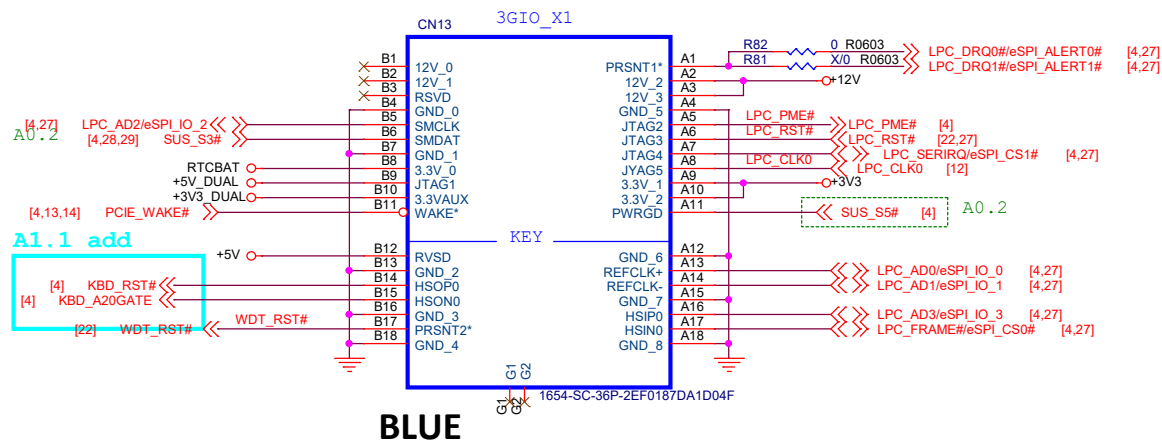 3GIO_X1
CN13
R82 0 R0603 LPC_DRQ0#/eSPI_ALERT0# [4,27]
R81 X/0 R0603 LPC_DRQ1#/eSPI_ALERT1# [4,27]
B1 12V_0 PRSNT1* A1
B2 12V_1 12V_2 A2 +12V
B3 RSVD 12V_3 A3
B4 GND_0 GND_5 A4
[4,27] LPC_AD2/eSPI_IO_2 B5 SMCLK JTAG2 A5 LPC_PME# LPC_PME# [4]
A0.2 [4,28,29] SUS_S3# B6 SMDAT JTAG3 A6 LPC_RST# LPC_RST# [22,27]
B7 GND_1 JTAG4 A7 LPC_SERIRQ/eSPI_CS1# [4,27]
RTCBAT B8 3.3V_0 JYAG5 A8 LPC_CLK0 LPC_CLK0 [12]
+5V_DUAL B9 JTAG1 3.3V_1 A9 +3V3
+3V3_DUAL B10 3.3VAUX 3.3V_2 A10
[4,13,14] PCIE_WAKE# B11 WAKE* PWRGD A11 SUS_S5# [4] A0.2
A1.1 add KEY
+5V B12 RVSD GND_6 A12
B13 GND_2 REFCLK+ A13 LPC_AD0/eSPI_IO_0 [4,27]
[4] KBD_RST# B14 HSOP0 REFCLK- A14 LPC_AD1/eSPI_IO_1 [4,27]
[4] KBD_A20GATE B15 HSON0 GND_7 A15
B16 GND_3 HSIP0 A16 LPC_AD3/eSPI_IO_3 [4,27]
[22] WDT_RST# WDT_RST# B17 PRSNT2* HSIN0 A17 LPC_FRAME#/eSPI_CS0# [4,27]
B18 GND_4 GND_8 A18
G1 G2
1654-SC-36P-2EF0187DA1D04F
G1 G2
BLUE